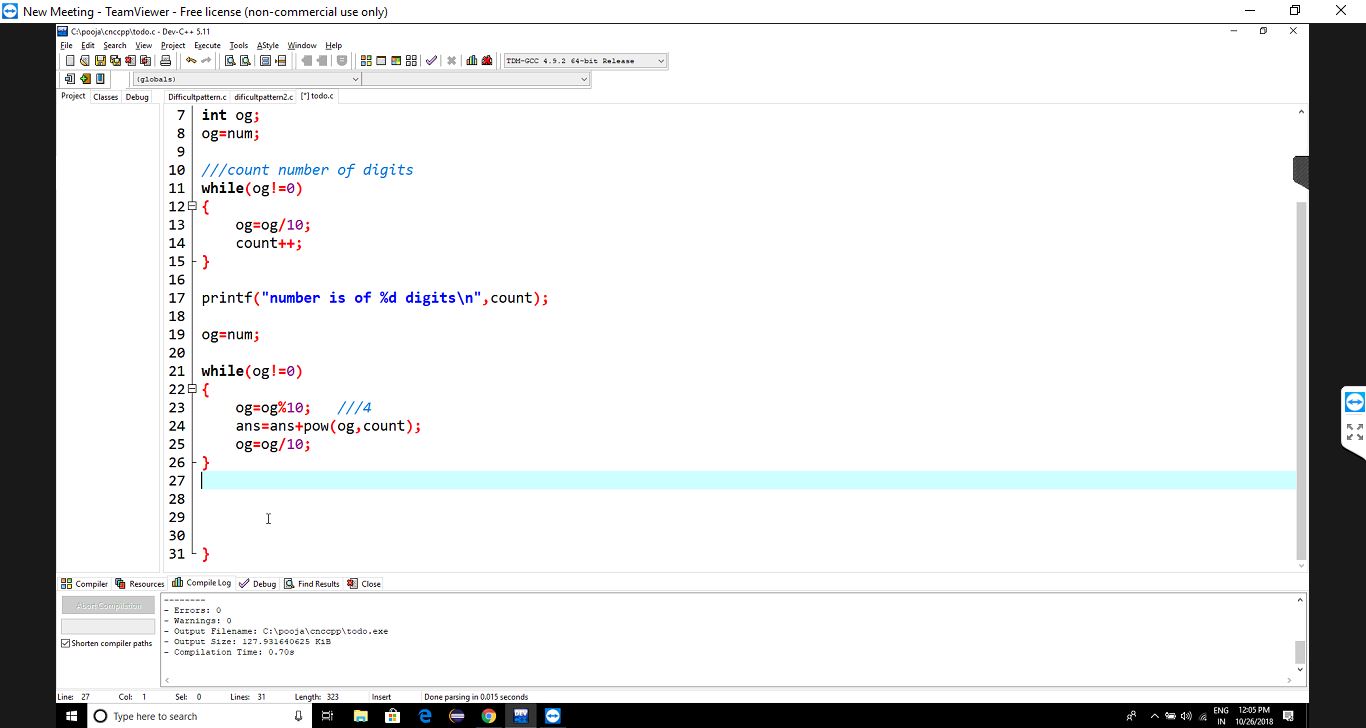 New Meeting - TeamViewer - Free license (non-commercial use only)
C:\pooja\cnccpp\todo.c - Dev-C++ 5.11
File Edit Search View Project Execute Tools AStyle Window Help
TDM-GCC 4.9.2 64-bit Release
(globals)
Project Classes Debug Difficultpattern.c dificultpattern2.c [*] todo.c
7 int og;
8 og=num;
9
10 ///count number of digits
11 while(og!=0)
12 {
13 og=og/10;
14 count++;
15 }
16
17 printf("number is of %d digits\n",count);
18
19 og=num;
20
21 while(og!=0)
22 {
23 og=og%10; ///4
24 ans=ans+pow(og,count);
25 og=og/10;
26 }
27
28
29
30
31 }
Compiler Resources Compile Log Debug Find Results Close
Abort Compilation
Shorten compiler paths
--------
- Errors: 0
- Warnings: 0
- Output Filename: C:\pooja\cnccpp\todo.exe
- Output Size: 127.931640625 KiB
- Compilation Time: 0.70s
Line: 27 Col: 1 Sel: 0 Lines: 31 Length: 323 Insert Done parsing in 0.015 seconds
Type here to search
DEV
ENG
IN
12:05 PM
10/26/2018